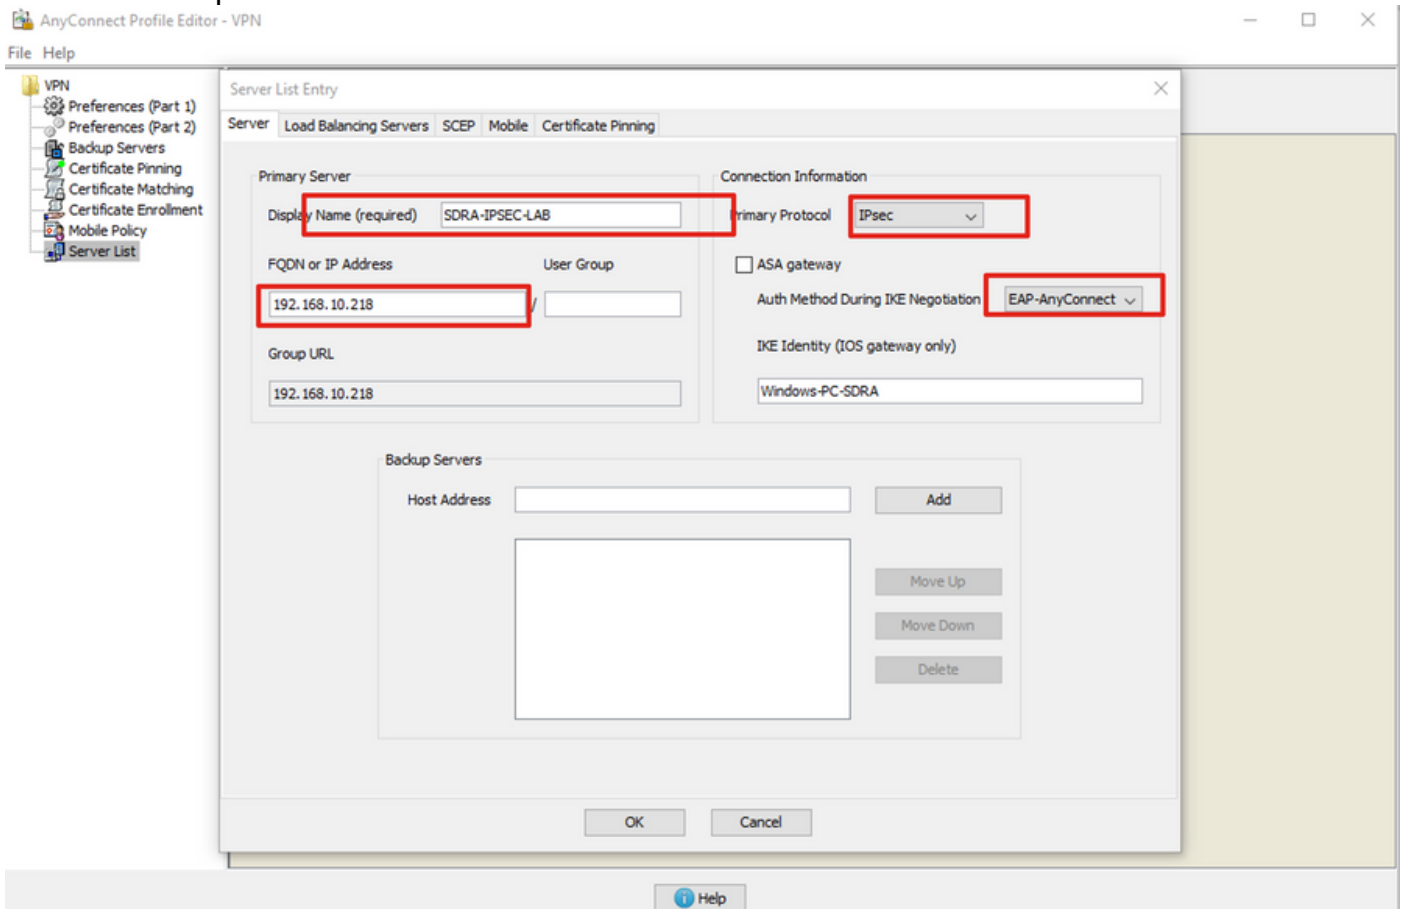 AnyConnect Profile Editor - VPN
File Help
VPN
Preferences (Part 1)
Preferences (Part 2)
Backup Servers
Certificate Pinning
Certificate Matching
Certificate Enrollment
Mobile Policy
Server List
Server List Entry
Server Load Balancing Servers SCEP Mobile Certificate Pinning
Primary Server
Display Name (required) SDRA-IPSEC-LAB
FQDN or IP Address User Group
192.168.10.218 /
Group URL
192.168.10.218
Connection Information
Primary Protocol IPsec
ASA gateway
Auth Method During IKE Negotiation EAP-AnyConnect
IKE Identity (IOS gateway only)
Windows-PC-SDRA
Backup Servers
Host Address Add
Move Up
Move Down
Delete
OK Cancel
Help